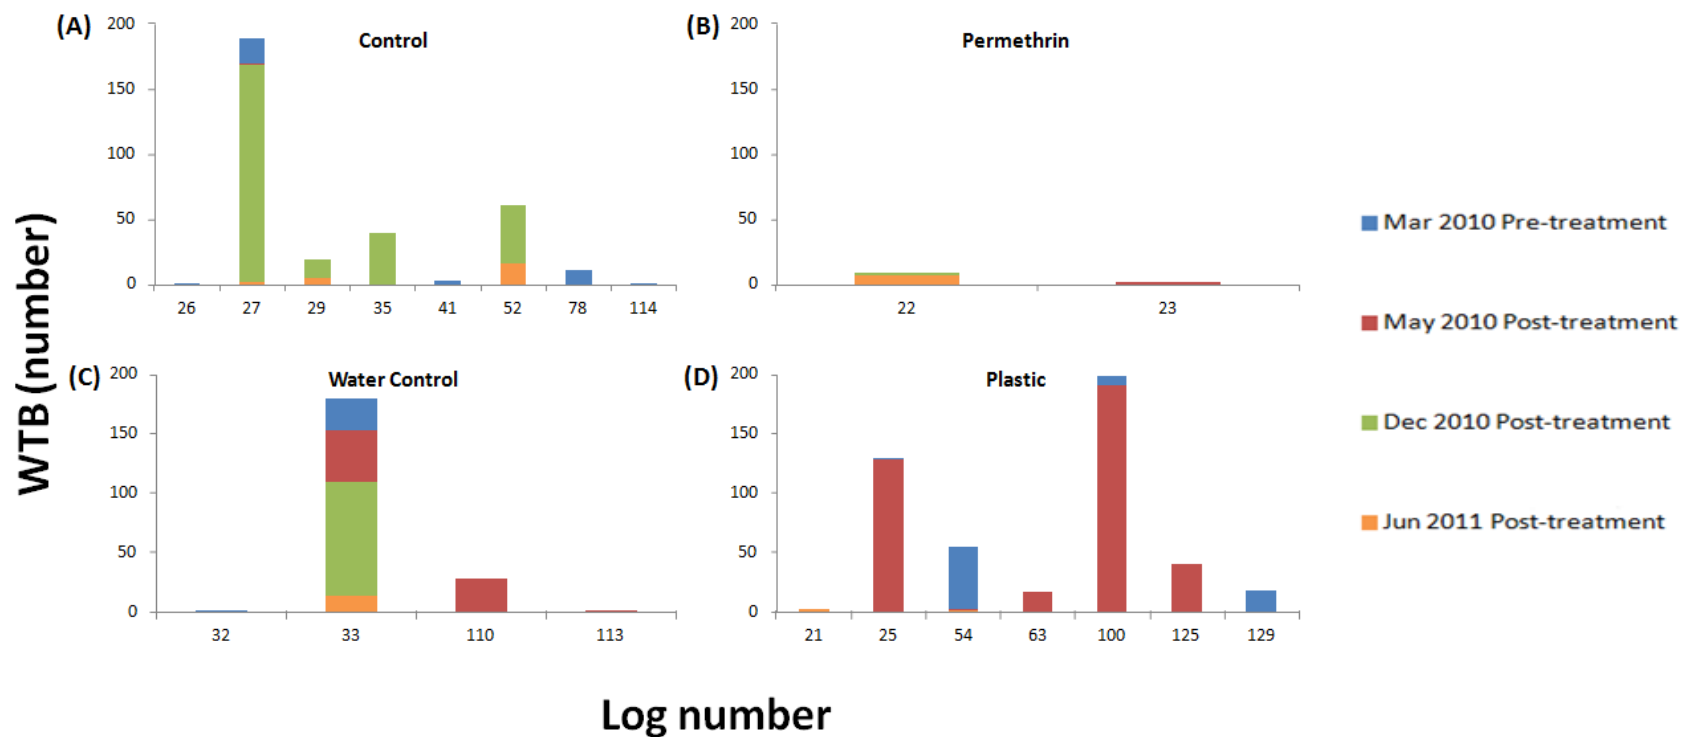 (A) Control
200
150
100
50
0
26 27 29 35 41 52 78 114
(B) Permethrin
200
150
100
50
0
22 23
WTB (number)
(C) Water Control
200
150
100
50
0
32 33 110 113
(D) Plastic
200
150
100
50
0
21 25 54 63 100 125 129
Log number
Mar 2010 Pre-treatment
May 2010 Post-treatment
Dec 2010 Post-treatment
Jun 2011 Post-treatment